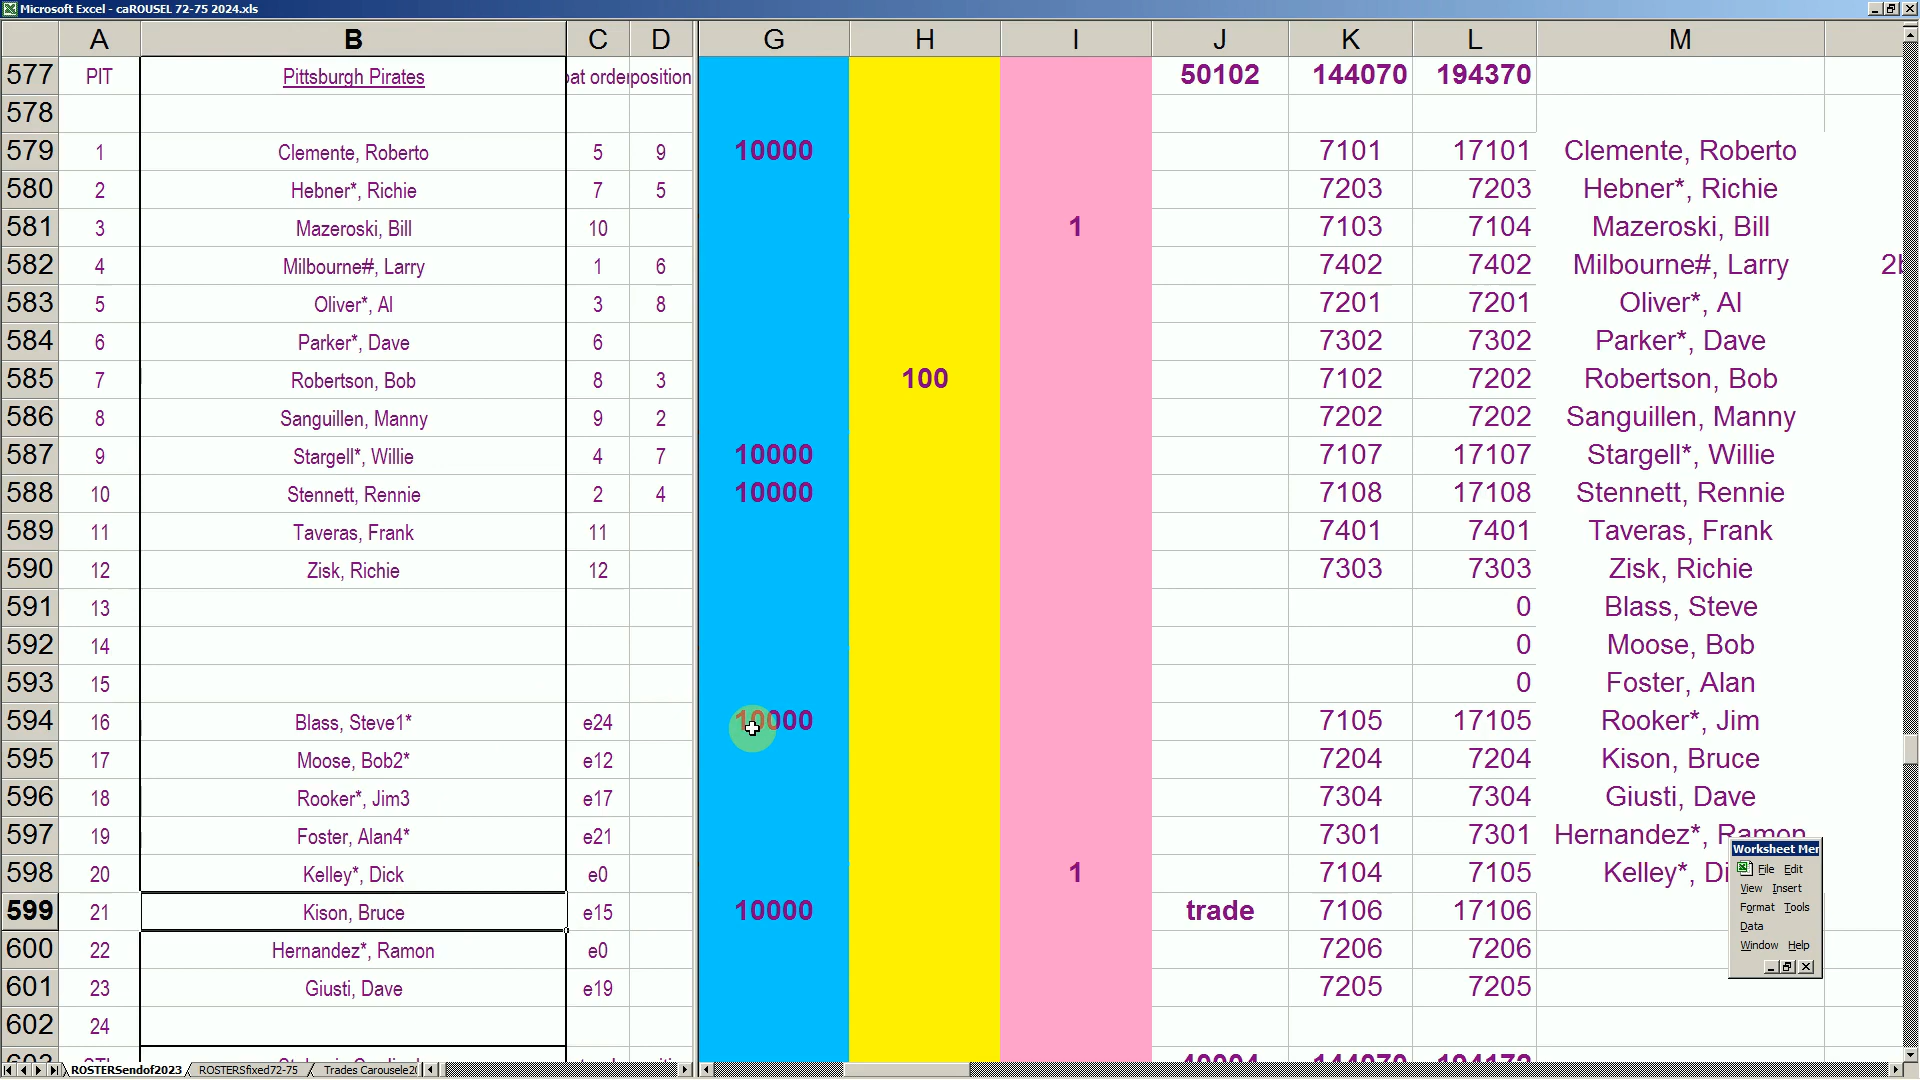 Microsoft Excel - caROUSEL 72-75 2024.xls
A B C D G H I J K L M
577 PIT Pittsburgh Pirates position 50102 144070 194370
578
579 1 Clemente, Roberto 5 9 10000 7101 17101 Clemente, Roberto
580 2 Hebner*, Richie 7 5 7203 7203 Hebner*, Richie
581 3 Mazeroski, Bill 10 1 7103 7104 Mazeroski, Bill
582 4 Milbourne#, Larry 1 6 7402 7402 Milbourne#, Larry
583 5 Oliver*, Al 3 8 7201 7201 Oliver*, Al
584 6 Parker*, Dave 6 7302 7302 Parker*, Dave
585 7 Robertson, Bob 8 3 100 7102 7202 Robertson, Bob
586 8 Sanguillen, Manny 9 2 7202 7202 Sanguillen, Manny
587 9 Stargell*, Willie 4 7 10000 7107 17107 Stargell*, Willie
588 10 Stennett, Rennie 2 4 10000 7108 17108 Stennett, Rennie
589 11 Taveras, Frank 11 7401 7401 Taveras, Frank
590 12 Zisk, Richie 12 7303 7303 Zisk, Richie
591 13 0 Blass, Steve
592 14 0 Moose, Bob
593 15 0 Foster, Alan
594 16 Blass, Steve1* e24 10000 7105 17105 Rooker*, Jim
595 17 Moose, Bob2* e12 7204 7204 Kison, Bruce
596 18 Rooker*, Jim3 e17 7304 7304 Giusti, Dave
597 19 Foster, Alan4* e21 7301 7301 Hernandez*, Ramon
598 20 Kelley*, Dick e0 1 7104 7105 Kelley*, Di
599 21 Kison, Bruce e15 10000 trade 7106 17106
600 22 Hernandez*, Ramon e0 7206 7206
601 23 Giusti, Dave e19 7205 7205
602 24
Worksheet Mer
File Edit
View Insert
Format Tools
Data
Window Help
ROSTERSendof2023 ROSTERSfixed72-75 Trades Carousele20